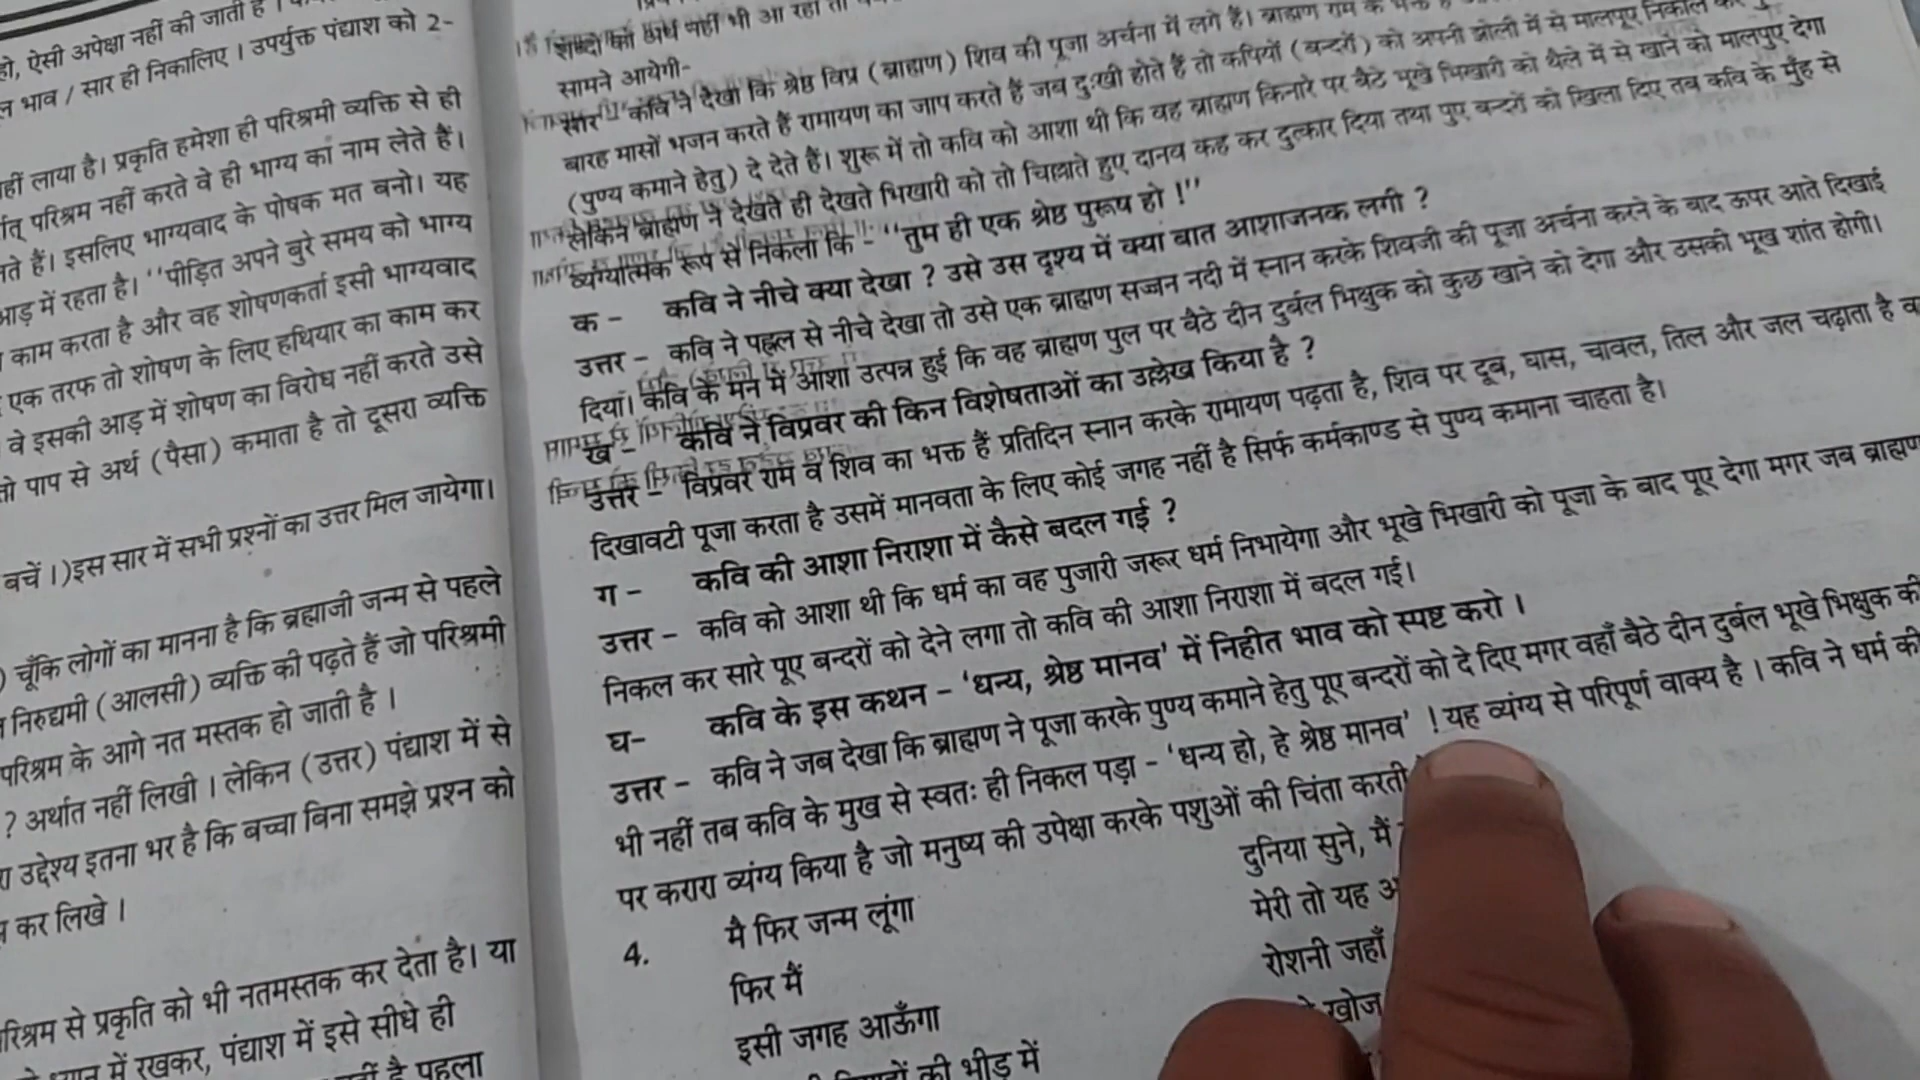 हो, ऐसी अपेक्षा नहीं की जाती है ।
भाव / सार ही निकालिए । उपर्युक्त पंद्याश को 2-
लाया है। प्रकृति हमेशा ही परिश्रमी व्यक्ति से ही
परिश्रम नहीं करते वे ही भाग्य का नाम लेते हैं।
हैं। इसलिए भाग्यवाद के पोषक मत बनो। यह
में रहता है। ''पीड़ित अपने बुरे समय को भाग्य
काम करता है और वह शोषणकर्ता इसी भाग्यवाद
एक तरफ तो शोषण के लिए हथियार का काम कर
वे इसकी आड़ में शोषण का विरोध नहीं करते उसे
पाप से अर्थ (पैसा) कमाता है तो दूसरा व्यक्ति
बचें ।)इस सार में सभी प्रश्नों का उत्तर मिल जायेगा।
) चूँकि लोगों का मानना है कि ब्रह्माजी जन्म से पहले
निरुद्यमी (आलसी) व्यक्ति की पढ़ते हैं जो परिश्रमी
परिश्रम के आगे नत मस्तक हो जाती है ।
? अर्थात नहीं लिखी । लेकिन (उत्तर) पंद्याश में से
उद्देश्य इतना भर है कि बच्चा बिना समझे प्रश्न को
कर लिखे ।
से प्रकृति को भी नतमस्तक कर देता है। या
में रखकर, पंद्याश में इसे सीधे ही
है पहला
शब्दों का अर्थ नहीं भी आ रहा तो
सामने आयेगी-
सार - कवि ने देखा कि श्रेष्ठ विप्र (ब्राह्मण) शिव की पूजा अर्चना में लगे हैं। ब्राह्मण राम के भक्त
बारह मासों भजन करते हैं रामायण का जाप करते हैं जब दुःखी होते हैं तो कपियों (बन्दरों) को अपनी झोली में से मालपूए निकाल कर
(पुण्य कमाने हेतु) दे देते हैं। शुरू में तो कवि को आशा थी कि वह ब्राह्मण किनारे पर बैठे भूखे भिखारी को थैले में से खाने को मालपुए देगा
लेकिन ब्राह्मण ने देखते ही देखते भिखारी को तो चिल्लाते हुए दानव कह कर दुत्कार दिया तथा पुए बन्दरों को खिला दिए तब कवि के मुँह से
व्यंग्यात्मक रूप से निकला कि - ''तुम ही एक श्रेष्ठ पुरूष हो !''
क - कवि ने नीचे क्या देखा ? उसे उस दृश्य में क्या बात आशाजनक लगी ?
उत्तर - कवि ने पह्लल से नीचे देखा तो उसे एक ब्राह्मण सज्जन नदी में स्नान करके शिवजी की पूजा अर्चना करने के बाद ऊपर आते दिखाई
दिया। कवि के मन में आशा उत्पन्न हुई कि वह ब्राह्मण पुल पर बैठे दीन दुर्बल भिक्षुक को कुछ खाने को देगा और उसकी भूख शांत होगी।
ख - कवि ने विप्रवर की किन विशेषताओं का उल्लेख किया है ?
उत्तर - विप्रवर राम व शिव का भक्त हैं प्रतिदिन स्नान करके रामायण पढ़ता है, शिव पर दूब, घास, चावल, तिल और जल चढ़ाता है
दिखावटी पूजा करता है उसमें मानवता के लिए कोई जगह नहीं है सिर्फ कर्मकाण्ड से पुण्य कमाना चाहता है।
ग - कवि की आशा निराशा में कैसे बदल गई ?
उत्तर - कवि को आशा थी कि धर्म का वह पुजारी जरूर धर्म निभायेगा और भूखे भिखारी को पूजा के बाद पूए देगा मगर जब ब्राह्मण
निकल कर सारे पूए बन्दरों को देने लगा तो कवि की आशा निराशा में बदल गई।
घ- कवि के इस कथन - 'धन्य, श्रेष्ठ मानव' में निहीत भाव को स्पष्ट करो ।
उत्तर - कवि ने जब देखा कि ब्राह्मण ने पूजा करके पुण्य कमाने हेतु पूए बन्दरों को दे दिए मगर वहाँ बैठे दीन दुर्बल भूखे भिक्षुक की
भी नहीं तब कवि के मुख से स्वतः ही निकल पड़ा - 'धन्य हो, हे श्रेष्ठ मानव' ! यह व्यंग्य से परिपूर्ण वाक्य है । कवि ने धर्म की
पर करारा व्यंग्य किया है जो मनुष्य की उपेक्षा करके पशुओं की चिंता करती
4. मै फिर जन्म लूंगा
फिर मैं
इसी जगह आऊँगा
की भीड़ में
दुनिया सुने, मैं
मेरी तो यह
रोशनी जहाँ
खोज